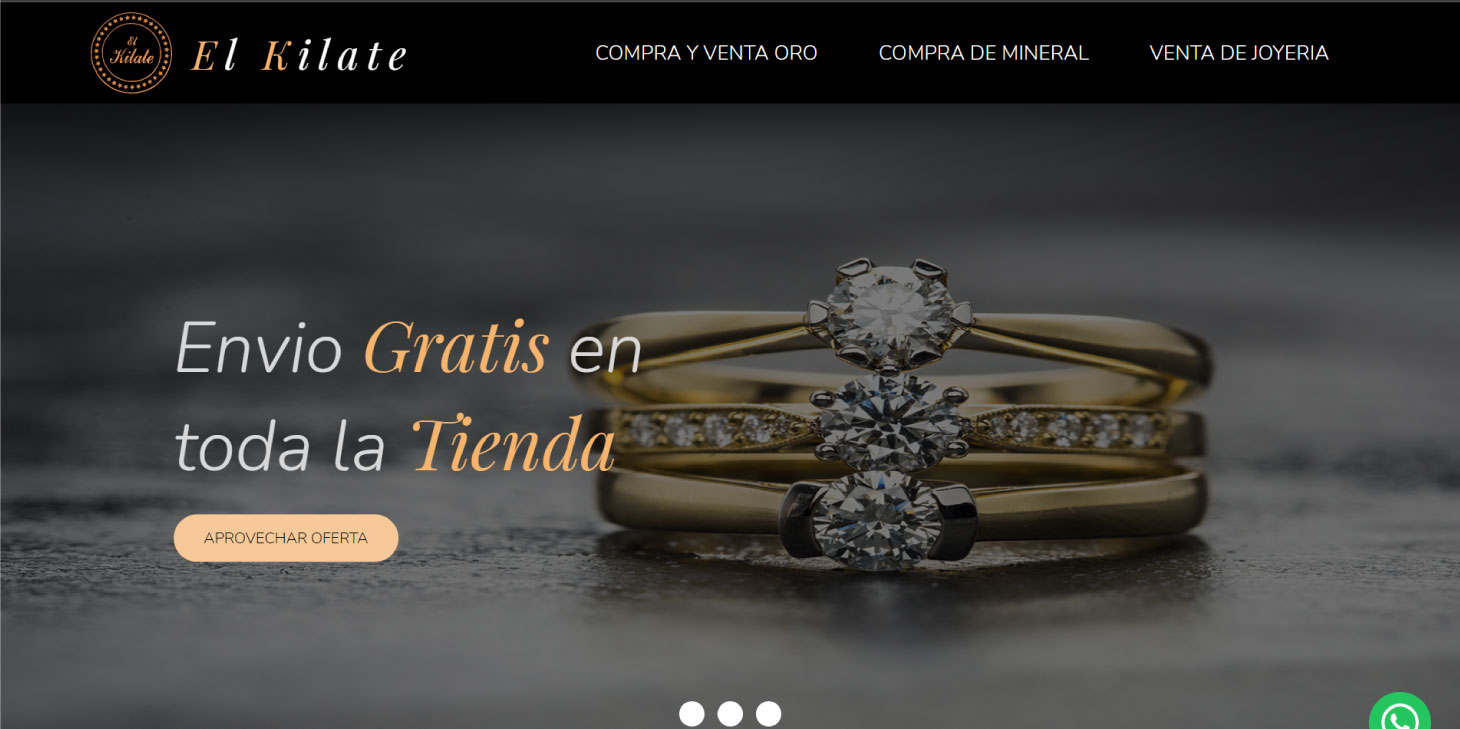 El
Kilate
El Kilate
COMPRA Y VENTA ORO
COMPRA DE MINERAL
VENTA DE JOYERIA
Envio Gratis en
toda la Tienda
APROVECHAR OFERTA